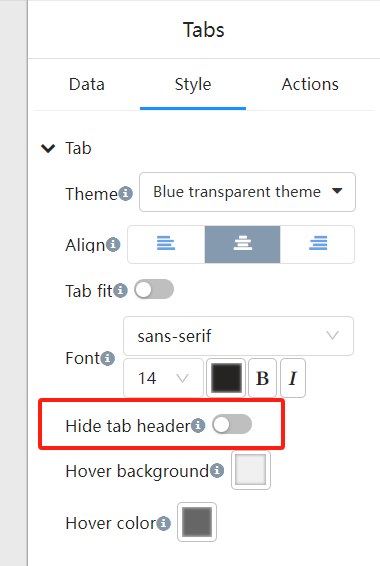 Tabs
Data Style Actions
Tab
Theme Blue transparent theme
Align
Tab fit
sans-serif
Font
14 B I
Hide tab header
Hover background
Hover color